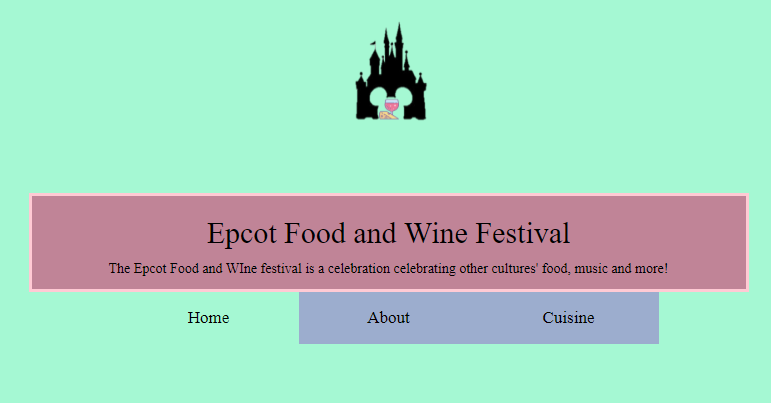 Epcot Food and Wine Festival
The Epcot Food and WIne festival is a celebration celebrating other cultures' food, music and more!
Home About Cuisine